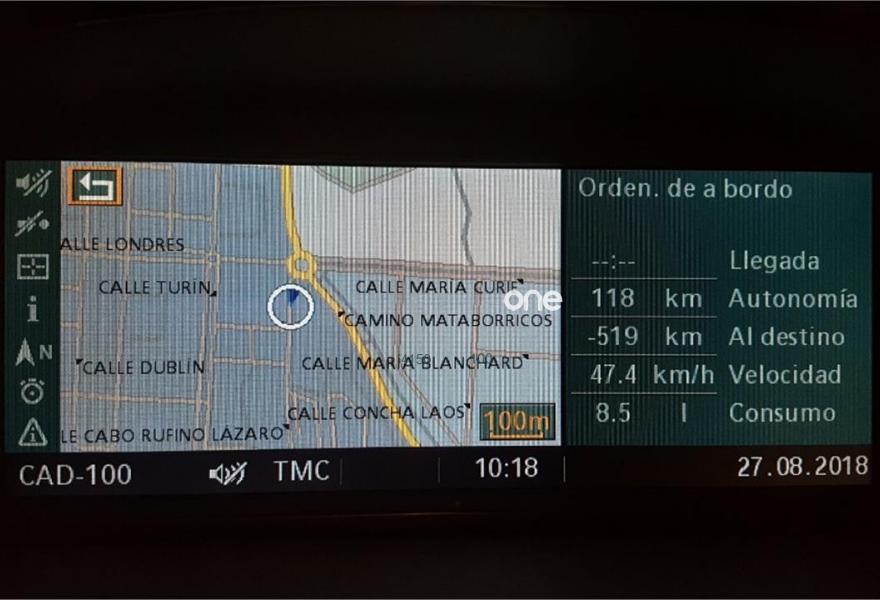 Orden. de a bordo
ALLE LONDRES
--:-- Llegada
CALLE TURÍN
CALLE MARÍA CURIE
118 km Autonomía
one
CAMINO MATABORRICOS
-519 km Al destino
CALLE DUBLÍN
CALLE MARÍA BLANCHARD
47.4 km/h Velocidad
CALLE CONCHA LAOS
100m
8.5 l Consumo
LE CABO RUFINO LÁZARO
N
CAD-100
TMC
10:18
27.08.2018